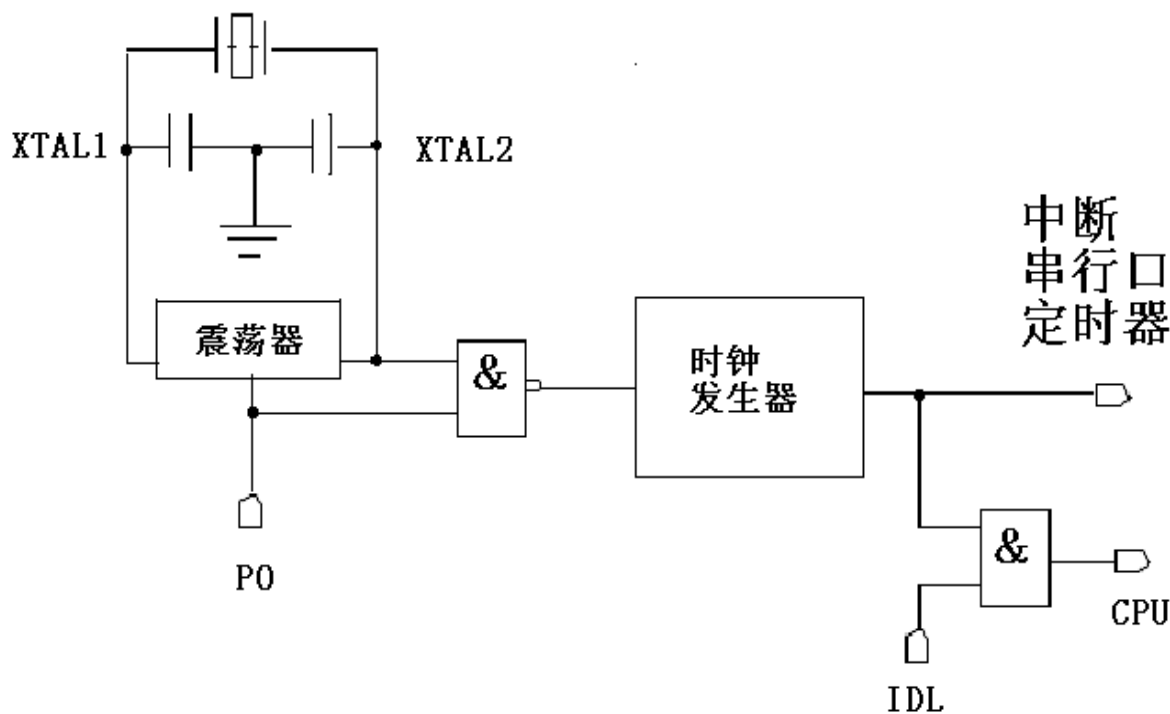 XTAL1
XTAL2
中断
串行口
定时器
震荡器
&
时钟
发生器
&
PO
CPU
IDL